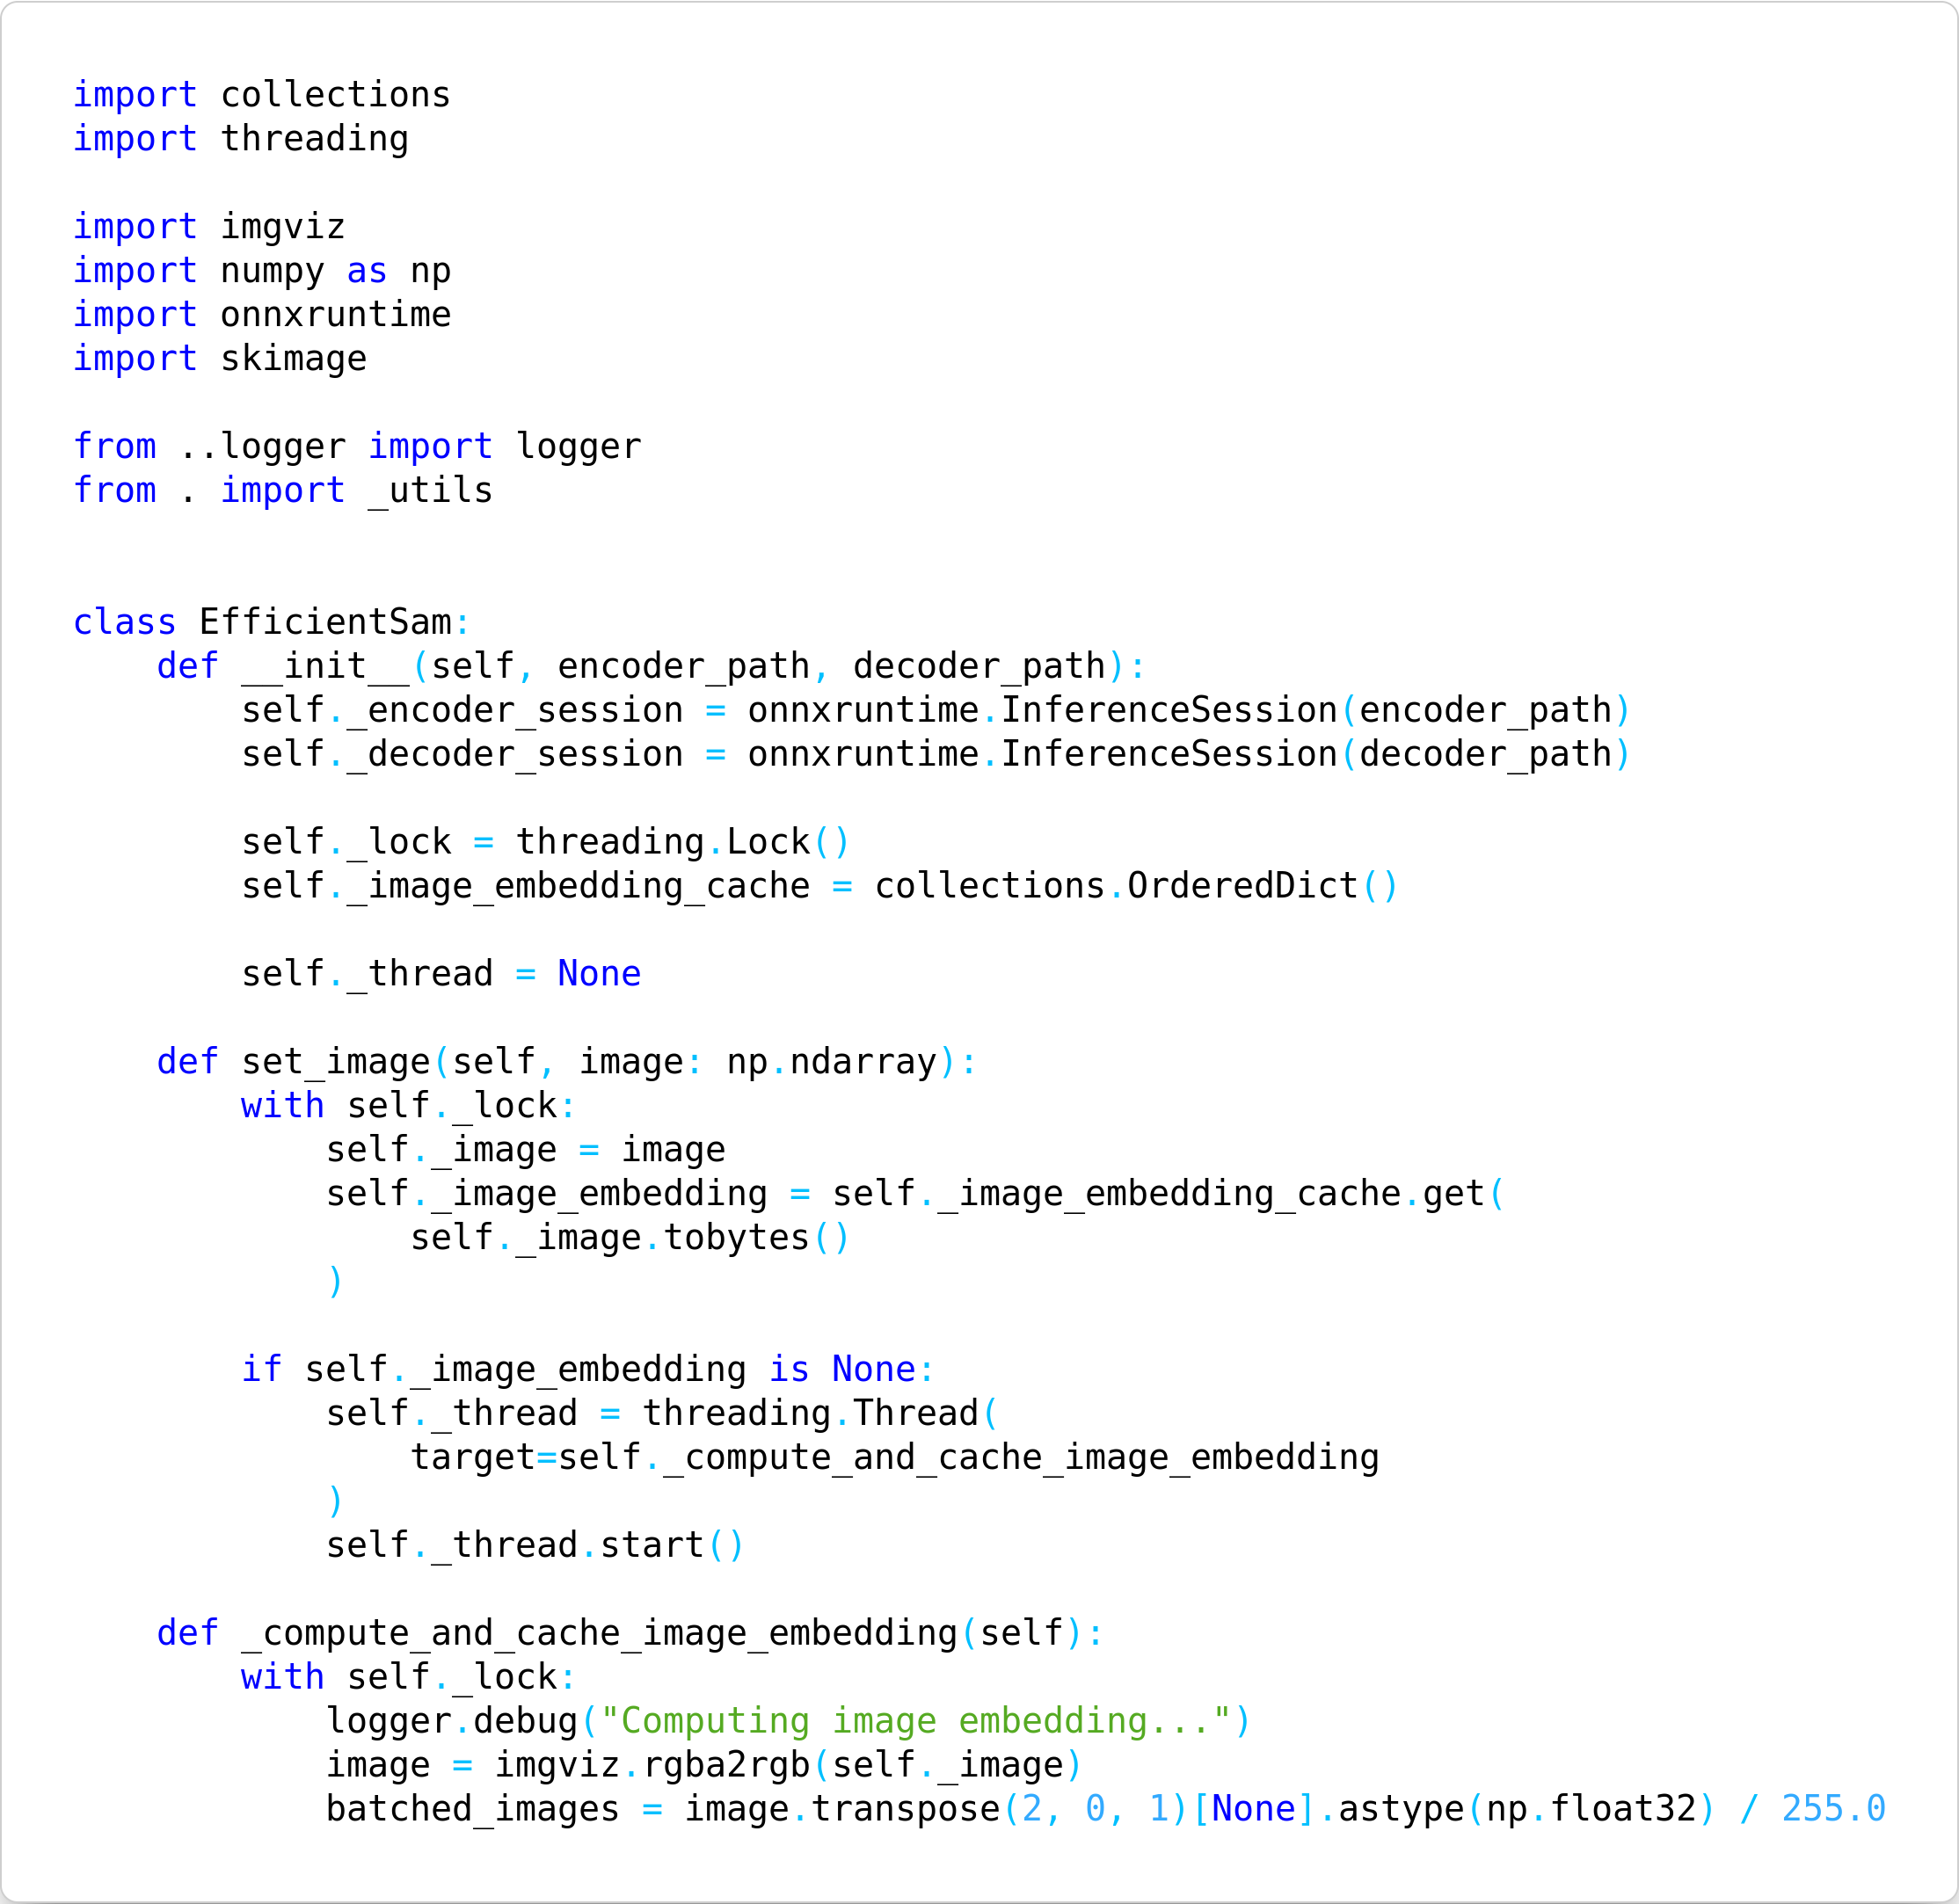 import collections
import threading

import imgviz
import numpy as np
import onnxruntime
import skimage

from ..logger import logger
from . import _utils


class EfficientSam:
    def __init__(self, encoder_path, decoder_path):
        self._encoder_session = onnxruntime.InferenceSession(encoder_path)
        self._decoder_session = onnxruntime.InferenceSession(decoder_path)

        self._lock = threading.Lock()
        self._image_embedding_cache = collections.OrderedDict()

        self._thread = None

    def set_image(self, image: np.ndarray):
        with self._lock:
            self._image = image
            self._image_embedding = self._image_embedding_cache.get(
                self._image.tobytes()
            )

        if self._image_embedding is None:
            self._thread = threading.Thread(
                target=self._compute_and_cache_image_embedding
            )
            self._thread.start()

    def _compute_and_cache_image_embedding(self):
        with self._lock:
            logger.debug("Computing image embedding...")
            image = imgviz.rgba2rgb(self._image)
            batched_images = image.transpose(2, 0, 1)[None].astype(np.float32) / 255.0